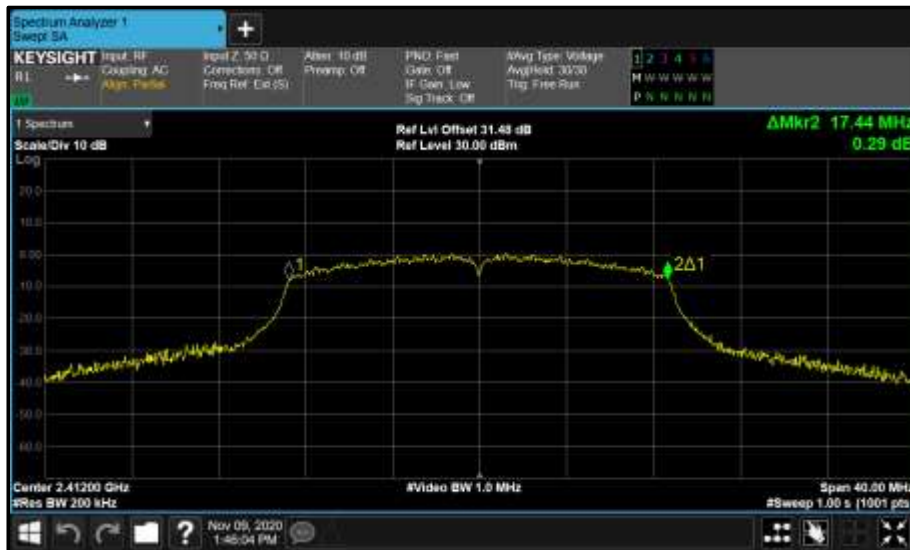 Spectrum Analyzer 1
Swept SA
+
KEYSIGHT Input: RF
R1 Coupling: AC
Align: Partial
Input Z: 50 Ω
Corrections: Off
Freq Ref: Ext (S)
Atten: 10 dB
Preamp: Off
PNO: Fast
Gate: Off
IF Gain: Low
Sig Track: Off
#Avg Type: Voltage
Avg|Hold: 30/30
Trig: Free Run
1 2 3 4 5 6
M W W W W W
P N N N N N
1 Spectrum
Scale/Div 10 dB
Ref Lvl Offset 31.48 dB
Ref Level 30.00 dBm
ΔMkr2 17.44 MHz
0.29 dB
Log
20.0
10.0
0.00
-10.0
-20.0
-30.0
-40.0
-50.0
-60.0
1
2Δ1
Center 2.41200 GHz
#Res BW 200 kHz
#Video BW 1.0 MHz
Span 40.00 MHz
#Sweep 1.00 s (1001 pts)
?
Nov 09, 2020
1:46:04 PM